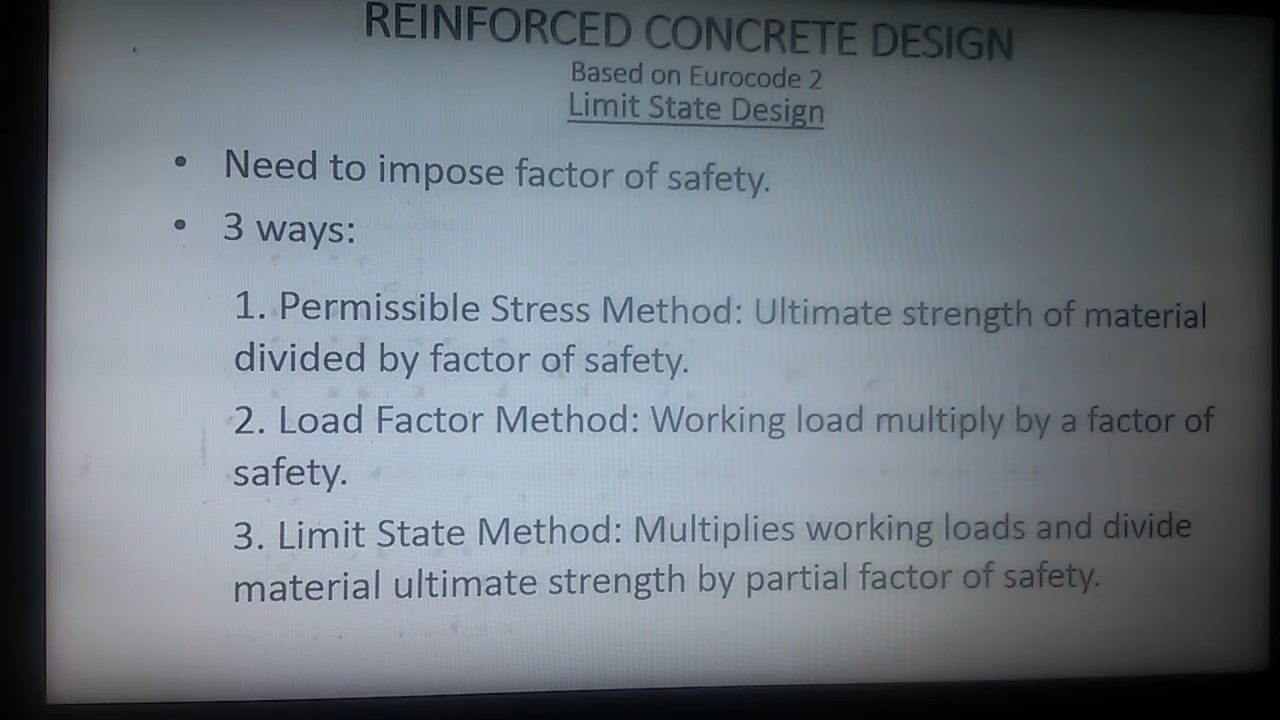 REINFORCED CONCRETE DESIGN
Based on Eurocode 2
Limit State Design
• Need to impose factor of safety.
• 3 ways:
1. Permissible Stress Method: Ultimate strength of material
divided by factor of safety.
2. Load Factor Method: Working load multiply by a factor of
safety.
3. Limit State Method: Multiplies working loads and divide
material ultimate strength by partial factor of safety.